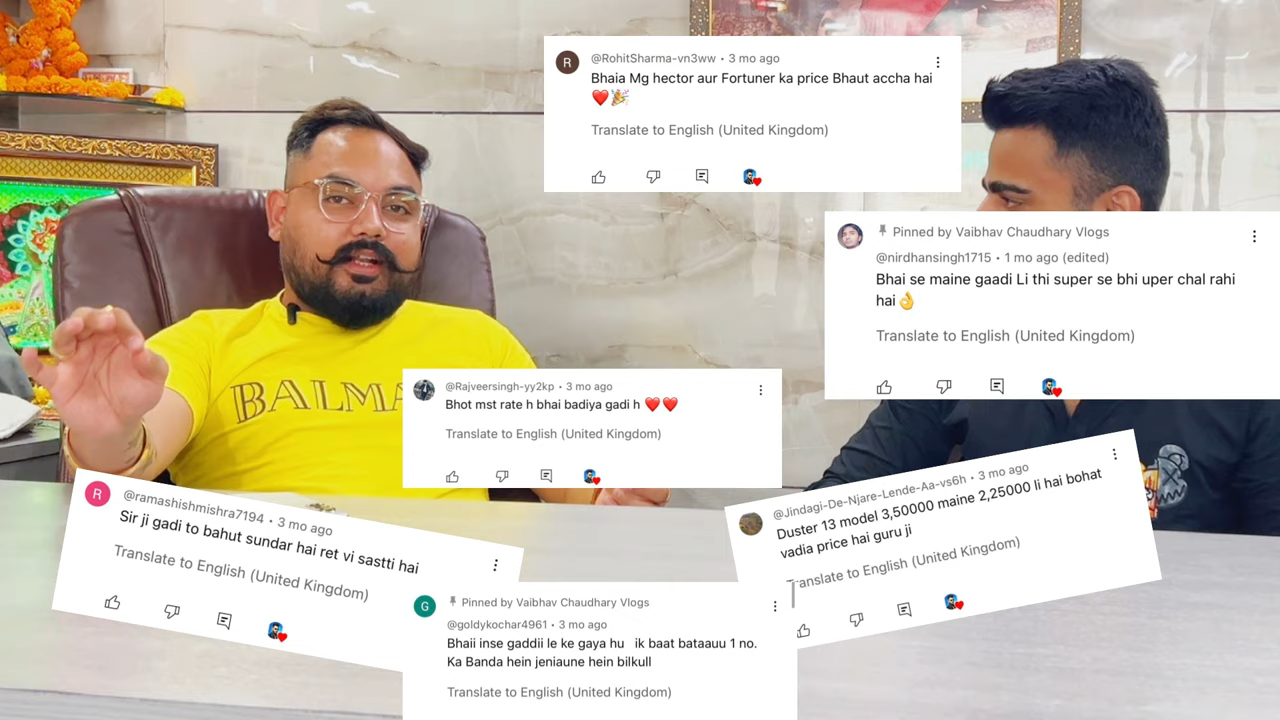 @RohitSharma-vn3ww • 3 mo ago
Bhaia Mg hector aur Fortuner ka price Bhaut accha hai
❤️🎉
Translate to English (United Kingdom)
Pinned by Vaibhav Chaudhary Vlogs
@nirdhansingh1715 • 1 mo ago (edited)
Bhai se maine gaadi Li thi super se bhi uper chal rahi
hai👌
Translate to English (United Kingdom)
@Rajveersingh-yy2kp • 3 mo ago
Bhot mst rate h bhai badiya gadi h ❤️❤️
Translate to English (United Kingdom)
BALMA
R
@ramashishmishra7194 • 3 mo ago
Sir ji gadi to bahut sundar hai ret vi sastti hai
Translate to English (United Kingdom)
@Jindagi-De-Njare-Lende-Aa-vs6h • 3 mo ago
Duster 13 model 3,50000 maine 2,25000 li hai bohat
vadia price hai guru ji
Translate to English (United Kingdom)
R
G
Pinned by Vaibhav Chaudhary Vlogs
@goldykochar4961 • 3 mo ago
Bhaii inse gaddii le ke gaya hu ik baat bataauu 1 no.
Ka Banda hein jeniaune hein bilkull
Translate to English (United Kingdom)